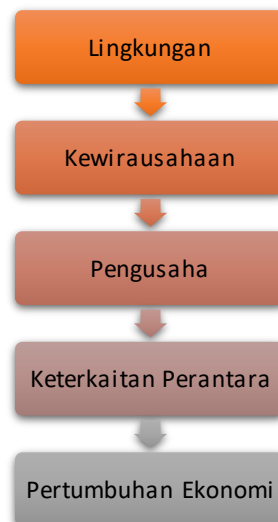 Lingkungan
Kewirausahaan
Pengusaha
Keterkaitan Perantara
Pertumbuhan Ekonomi